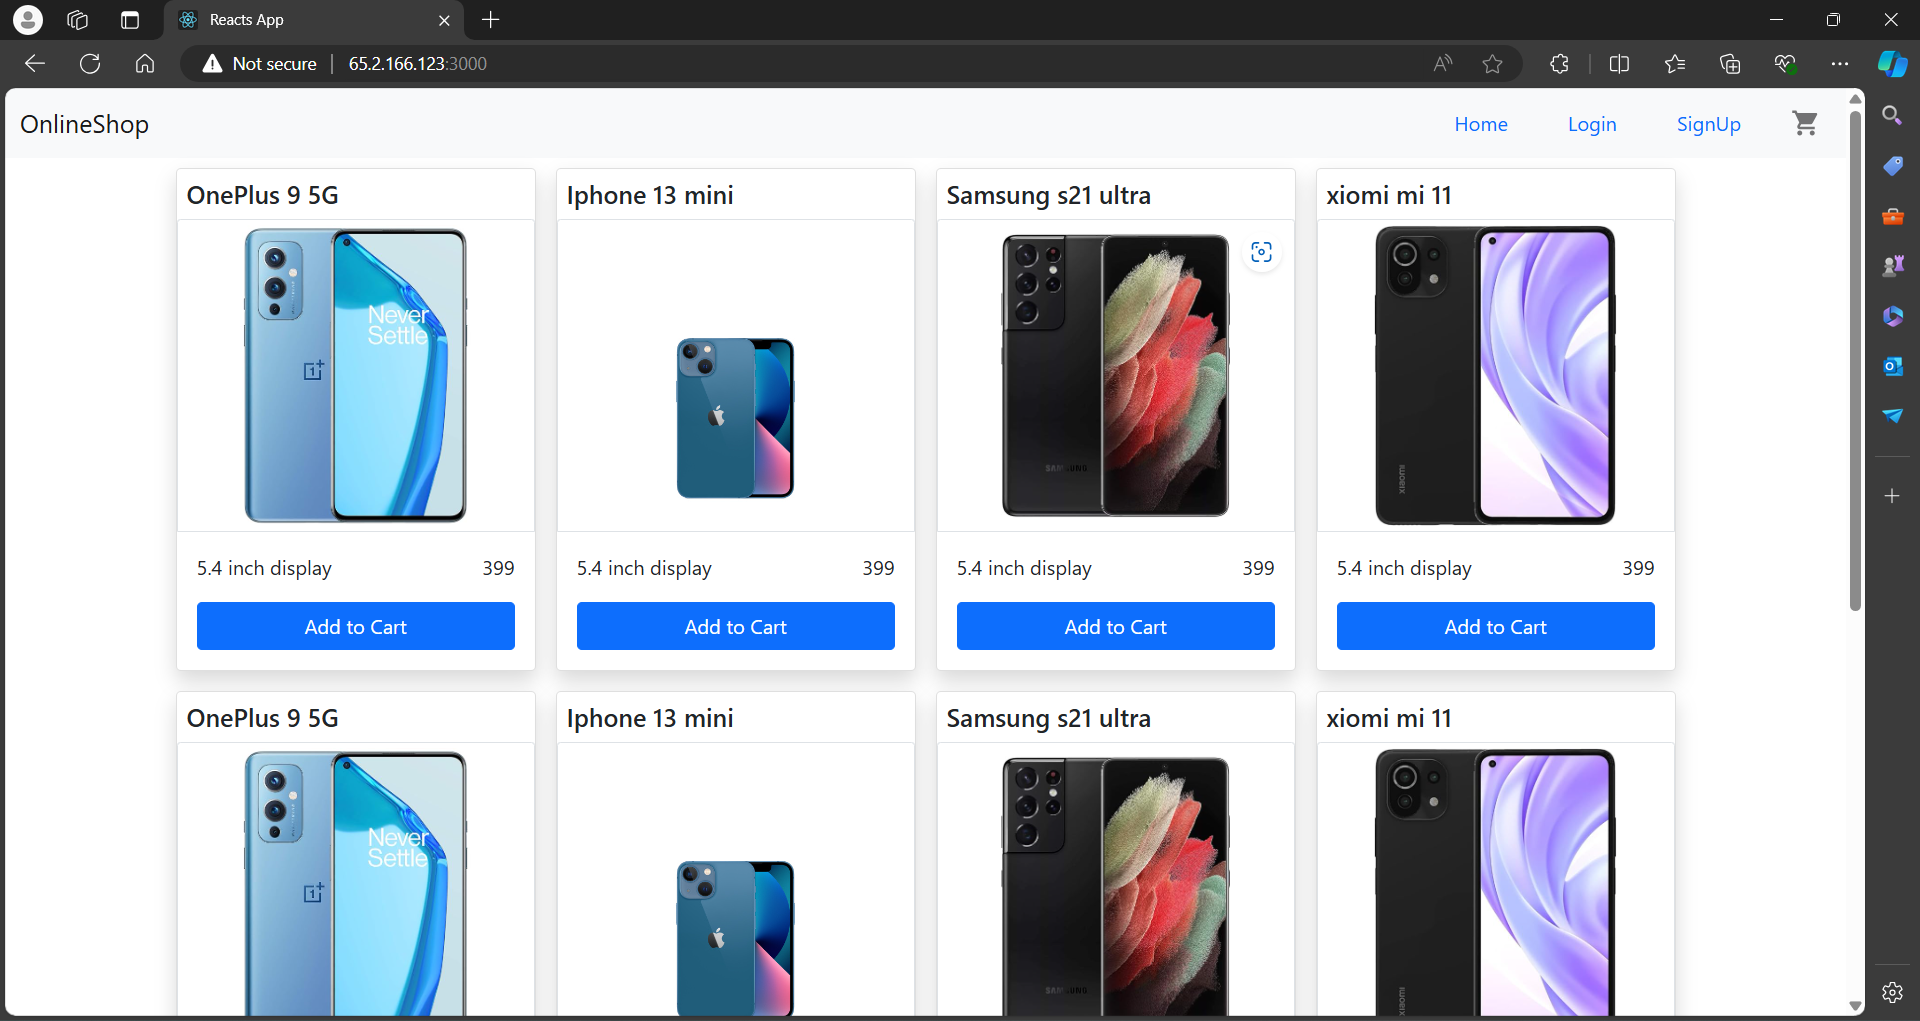 Reacts App
Not secure 65.2.166.123:3000
OnlineShop Home Login SignUp
OnePlus 9 5G Iphone 13 mini Samsung s21 ultra xiomi mi 11
Never
Settle
SAMSUNG
xiaomi
5.4 inch display 399 5.4 inch display 399 5.4 inch display 399 5.4 inch display 399
Add to Cart Add to Cart Add to Cart Add to Cart
OnePlus 9 5G Iphone 13 mini Samsung s21 ultra xiomi mi 11
Never
Settle
SAMSUNG
xiaomi